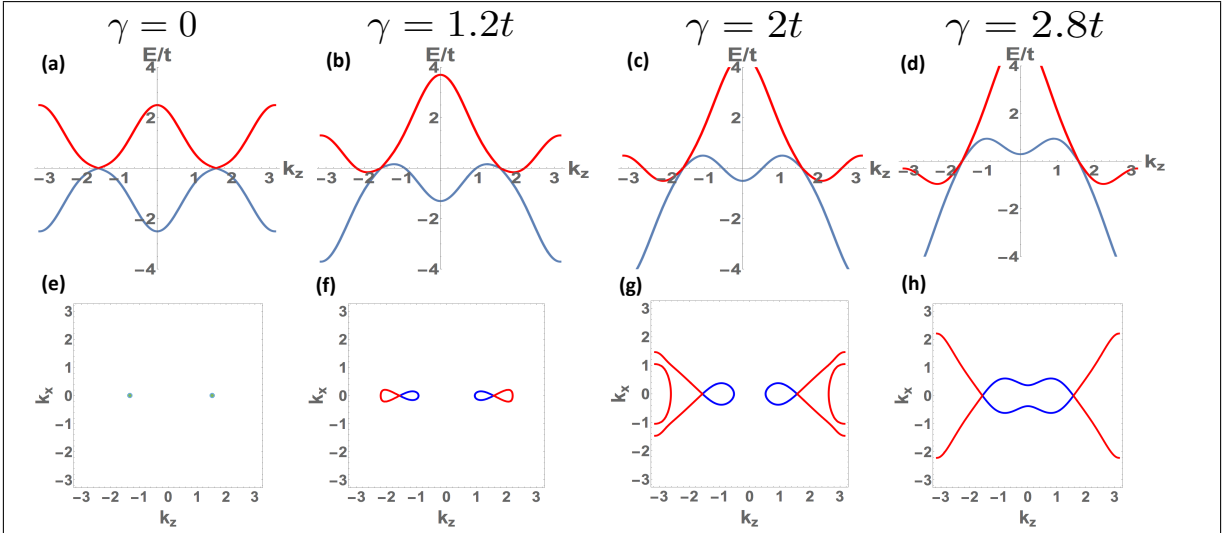 γ = 0
γ = 1.2t
γ = 2t
γ = 2.8t
(a)
E/t
4
2
−2
−4
−3 −2 −1 1 2 3
k_z
(b)
E/t
4
2
−2
−4
−3 −2 −1 1 2 3
k_z
(c)
E/t
4
2
−2
−4
−3 −2 −1 1 2 3
k_z
(d)
E/t
4
2
−2
−4
−3 −2 −1 1 2 3
k_z
(e)
k_x
3
2
1
0
−1
−2
−3
−3 −2 −1 0 1 2 3
k_z
(f)
k_x
3
2
1
0
−1
−2
−3
−3 −2 −1 0 1 2 3
k_z
(g)
k_x
3
2
1
0
−1
−2
−3
−3 −2 −1 0 1 2 3
k_z
(h)
k_x
3
2
1
0
−1
−2
−3
−3 −2 −1 0 1 2 3
k_z